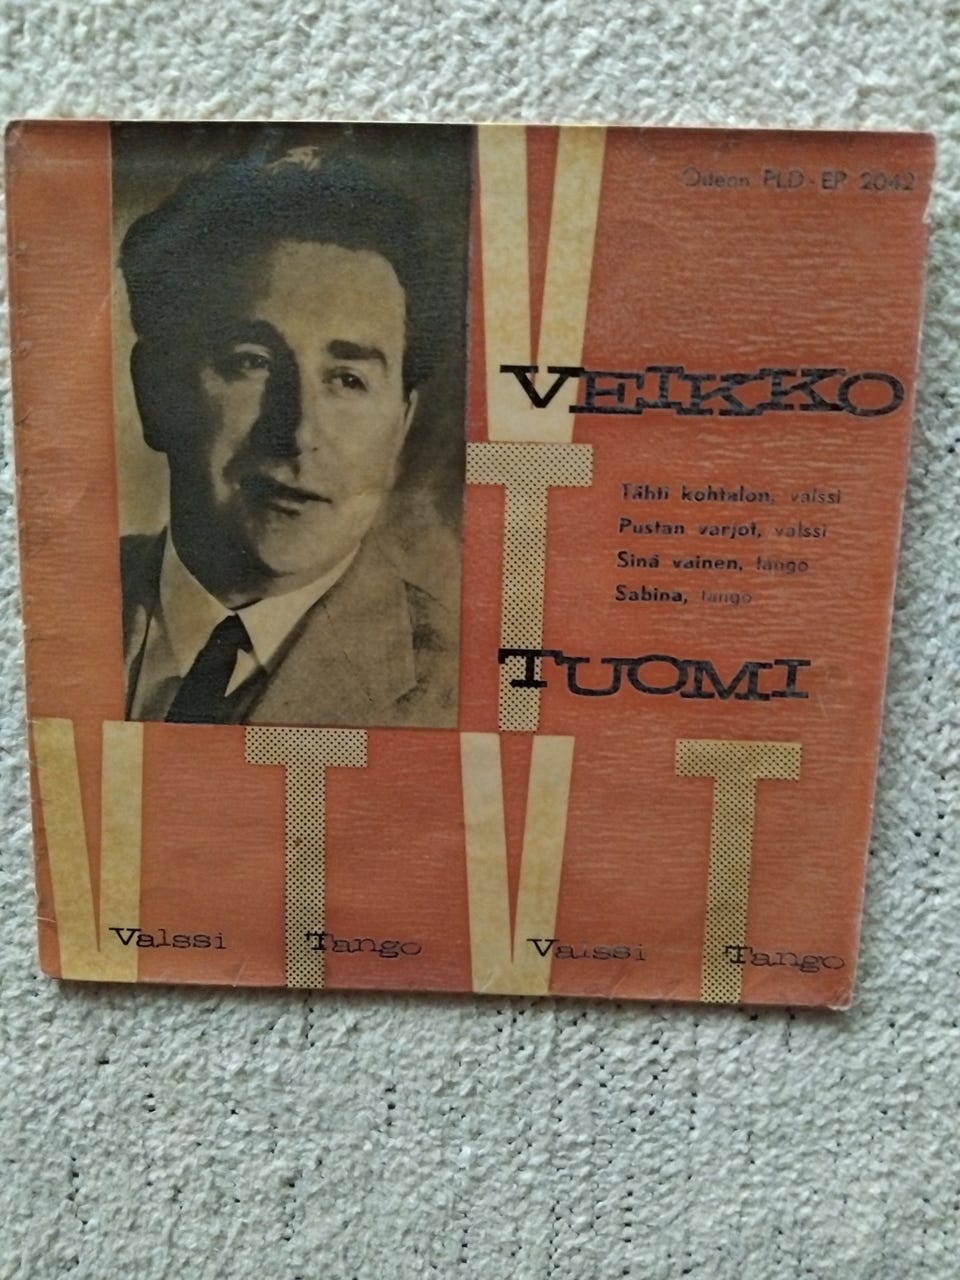 Odeon PLD - EP 2042
VEIKKO
Tähti kohtalon, valssi
Pustan varjot, valssi
Sinä vainen, tango
Sabina, tango
TUOMI
Valssi Tango Valssi Tango